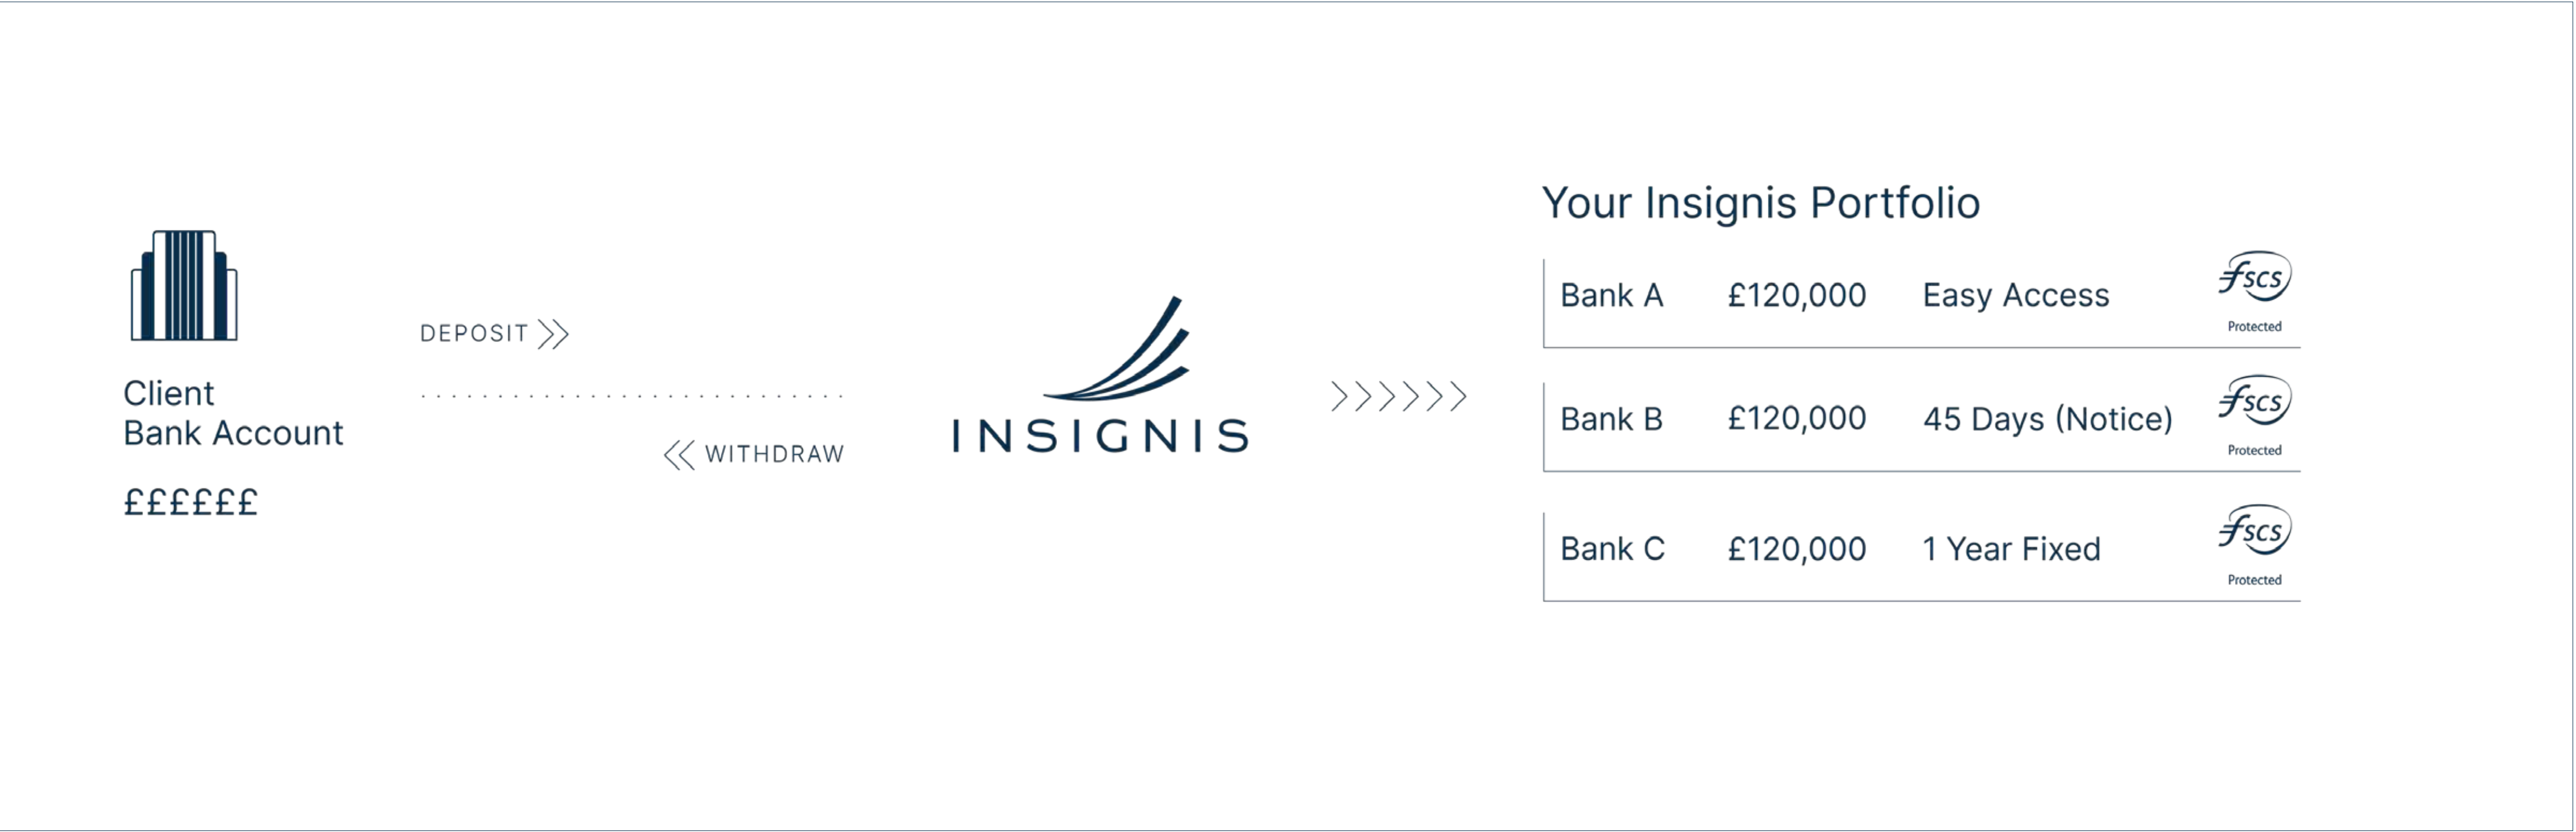 Client
Bank Account
££££££
DEPOSIT
WITHDRAW
INSIGNIS
Your Insignis Portfolio
Bank A £120,000 Easy Access fscs
Protected
Bank B £120,000 45 Days (Notice) fscs
Protected
Bank C £120,000 1 Year Fixed fscs
Protected